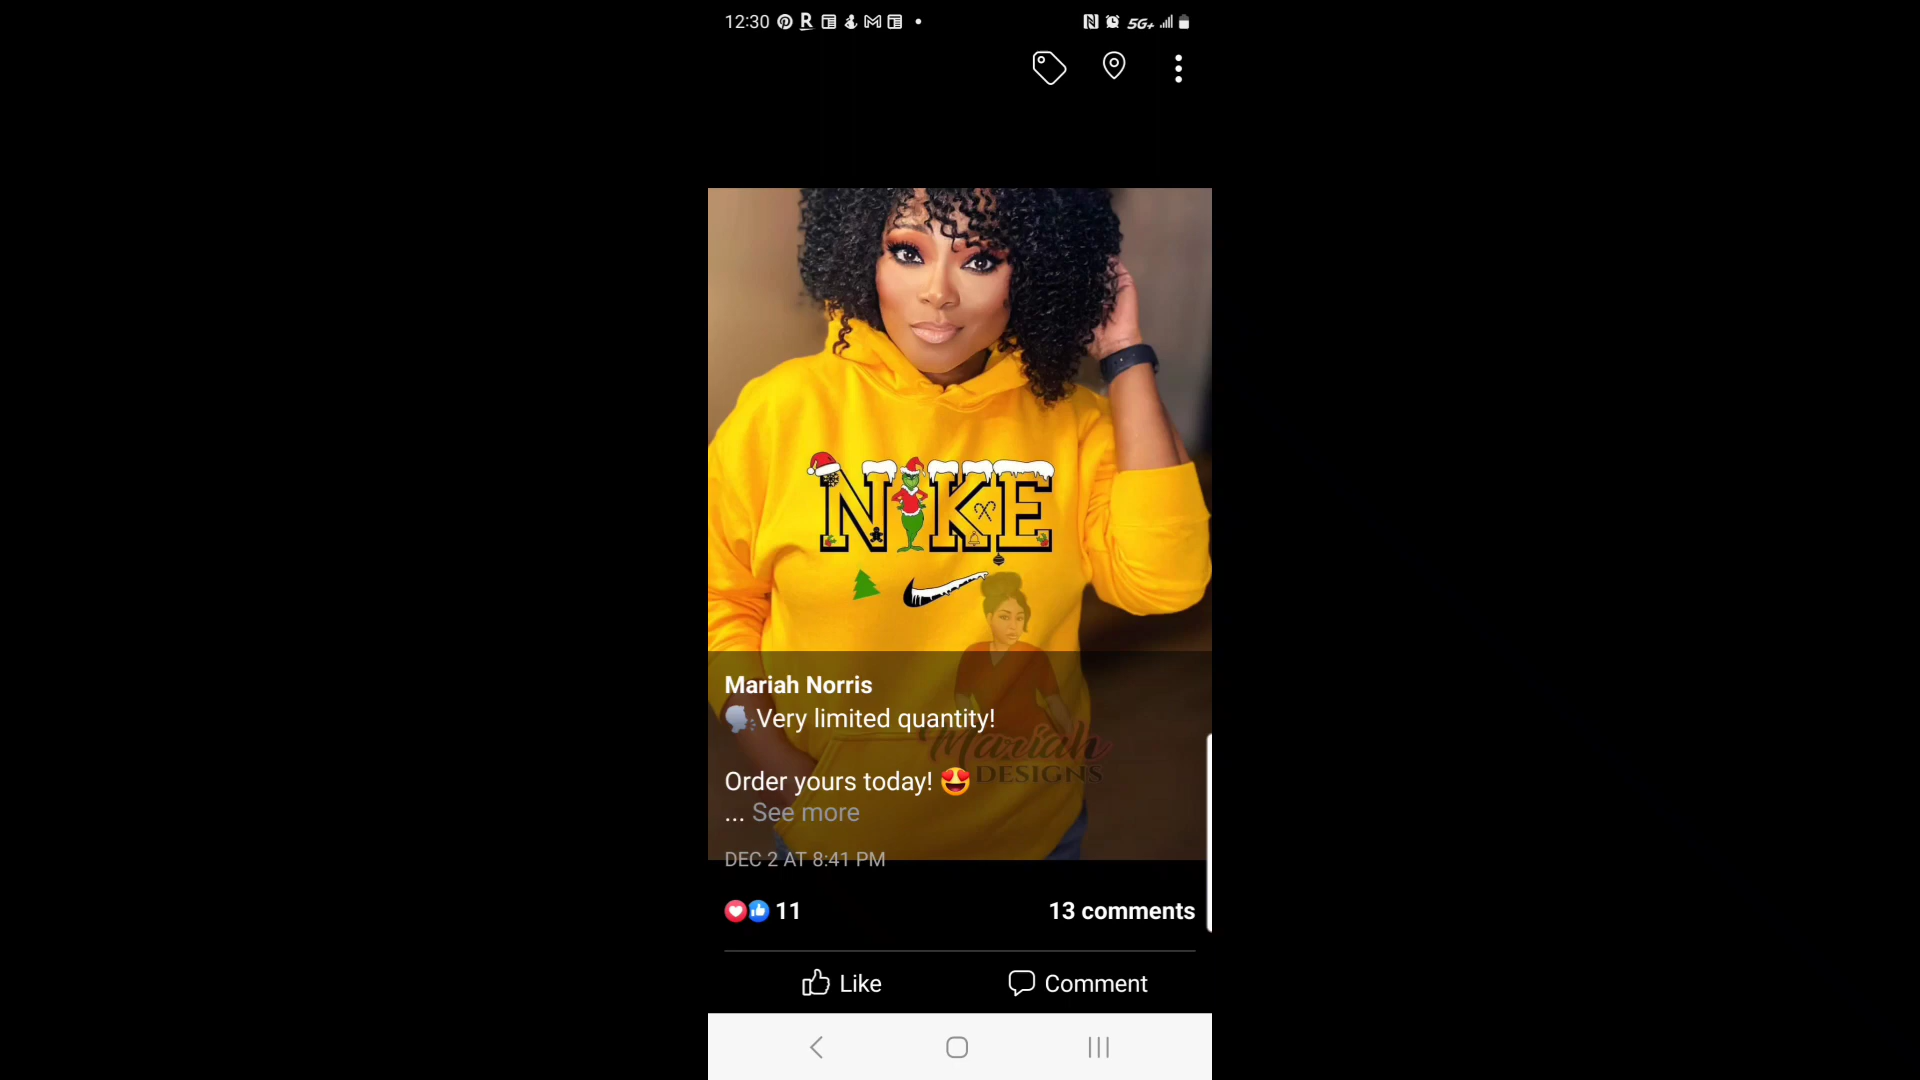 12:30
5G+
NIKE
Mariah Norris
🗣️Very limited quantity!
Mariah
DESIGNS
Order yours today! 😍
... See more
DEC 2 AT 8:41 PM
11
13 comments
Like
Comment